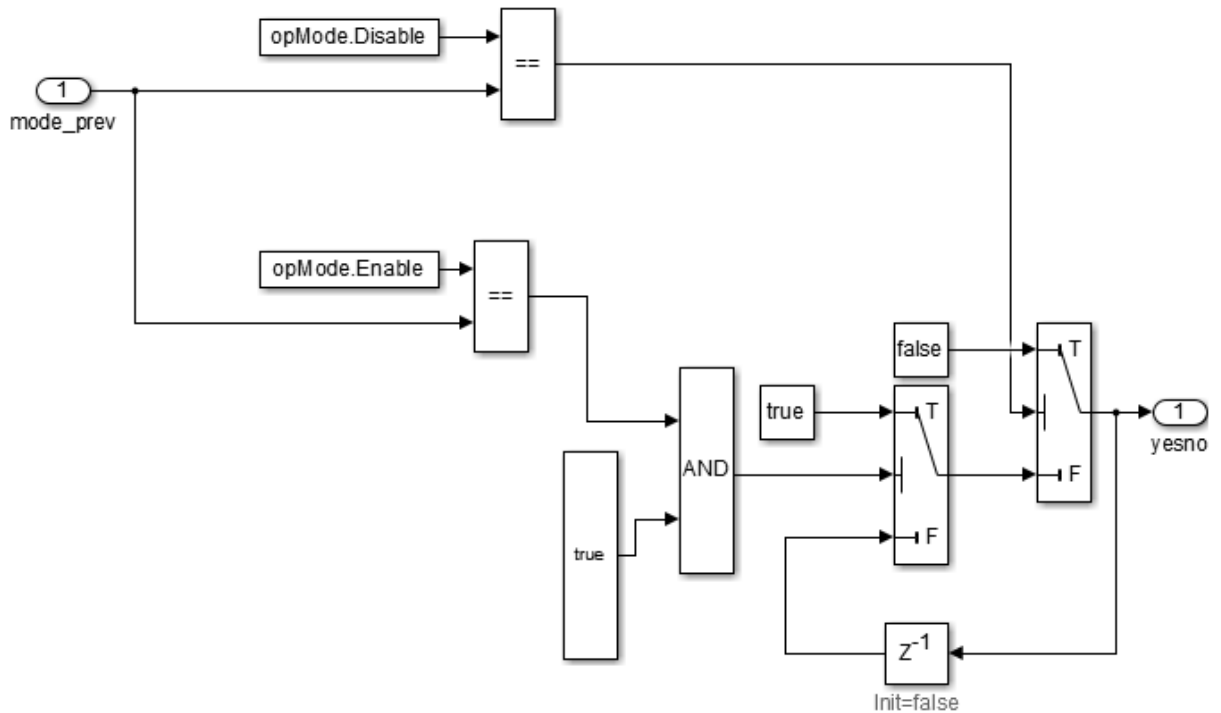 opMode.Disable
==
1
mode_prev
opMode.Enable
==
false
T
true
T
AND
1
yesno
F
true
F
Z-1
Init=false